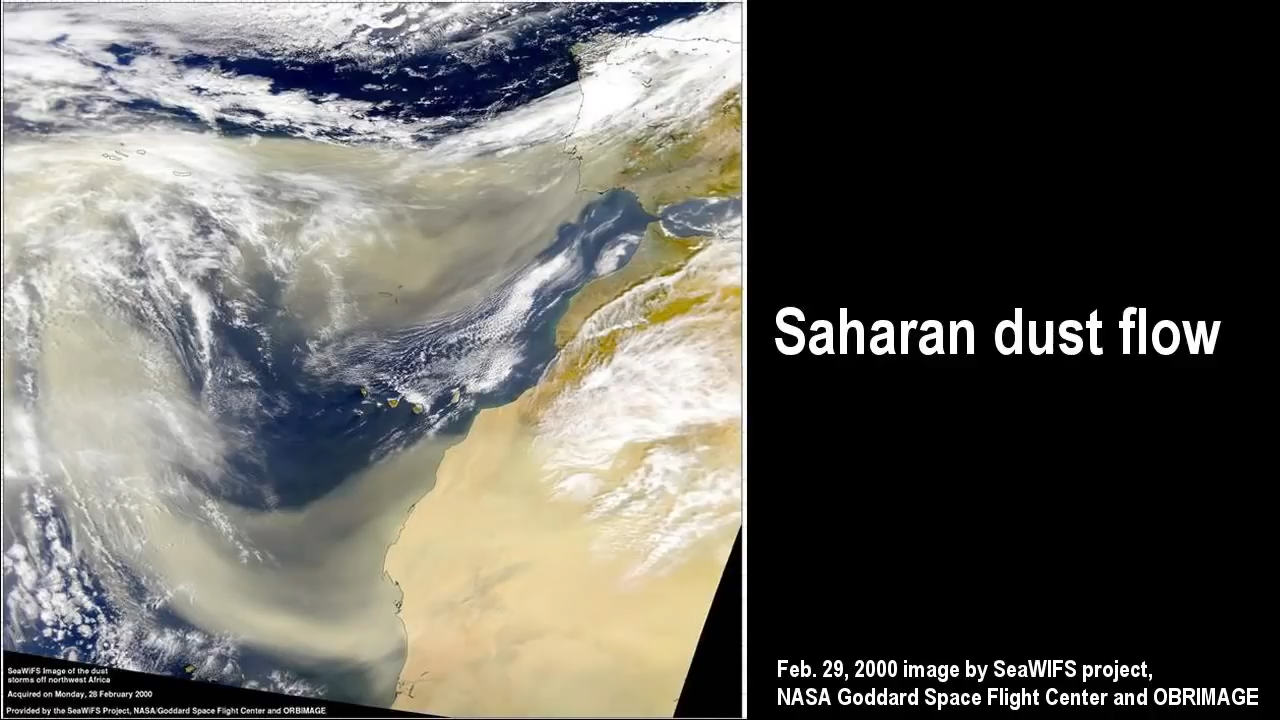 Saharan dust flow
SeaWiFS Image of the dust
storms off northwest Africa
Acquired on Monday, 28 February 2000
Provided by the SeaWiFS Project, NASA/Goddard Space Flight Center and ORBIMAGE
Feb. 29, 2000 image by SeaWIFS project,
NASA Goddard Space Flight Center and OBRIMAGE